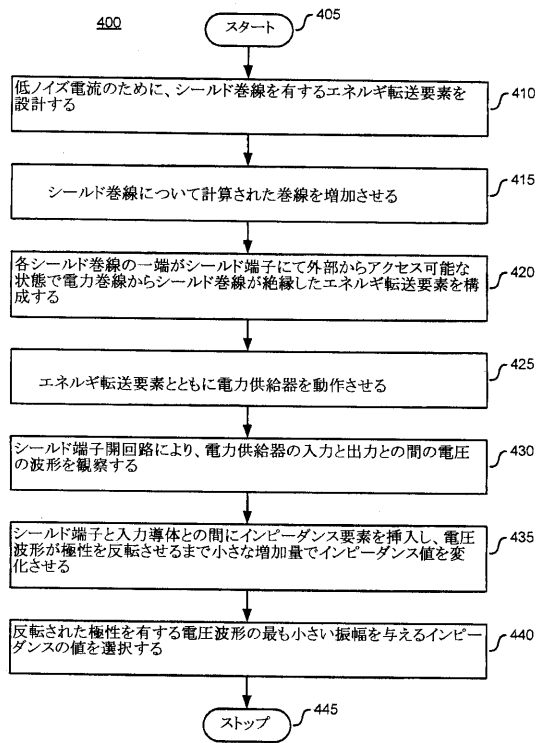 400
スタート
405
低ノイズ電流のために、シールド巻線を有するエネルギ転送要素を
設計する
410
シールド巻線について計算された巻線を増加させる
415
各シールド巻線の一端がシールド端子にて外部からアクセス可能な
状態で電力巻線からシールド巻線が絶縁したエネルギ転送要素を構
成する
420
エネルギ転送要素とともに電力供給器を動作させる
425
シールド端子開回路により、電力供給器の入力と出力との間の電圧
の波形を観察する
430
シールド端子と入力導体との間にインピーダンス要素を挿入し、電圧
波形が極性を反転させるまで小さな増加量でインピーダンス値を変
化させる
435
反転された極性を有する電圧波形の最も小さい振幅を与えるインピー
ダンスの値を選択する
440
ストップ
445